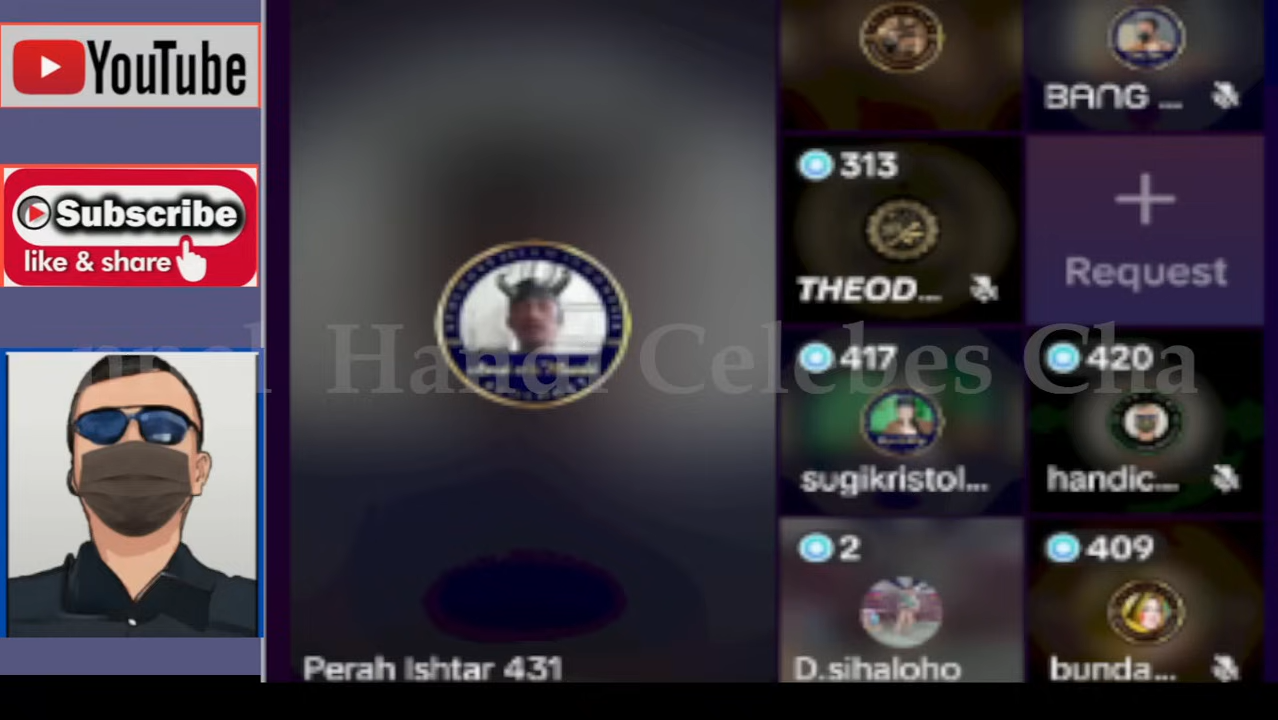 YouTube
Subscribe
like & share
BANG ...
313
THEOD...
Request
417
420
nnel Handi Celebes Cha
sugikristol...
handic...
2
409
Perah Ishtar 431
D.sihaloho
bunda...